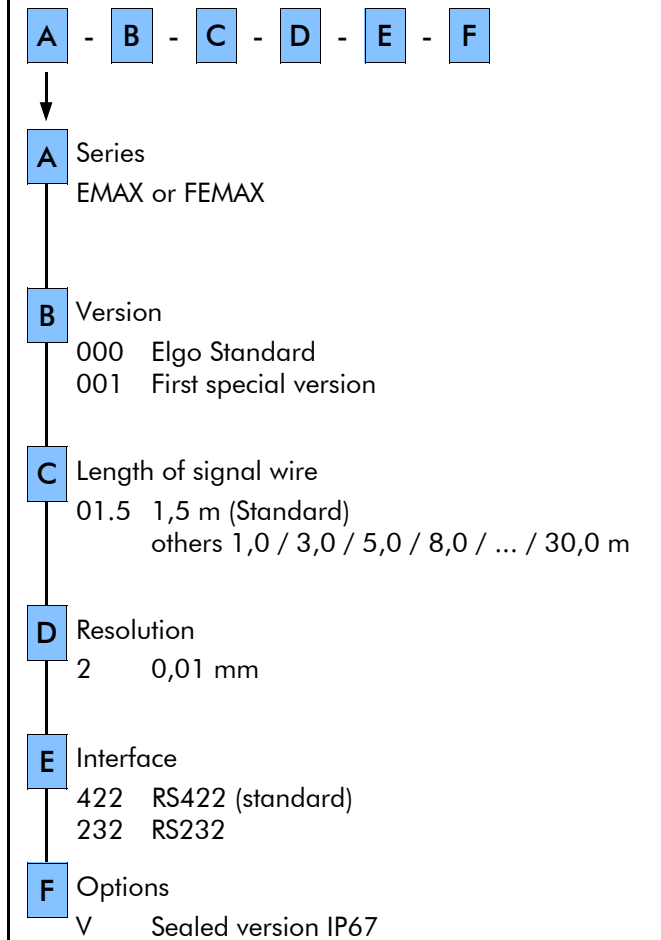 A - B - C - D - E - F
A Series
EMAX or FEMAX
B Version
000 Elgo Standard
001 First special version
C Length of signal wire
01.5 1,5 m (Standard)
others 1,0 / 3,0 / 5,0 / 8,0 / ... / 30,0 m
D Resolution
2 0,01 mm
E Interface
422 RS422 (standard)
232 RS232
F Options
V Sealed version IP67